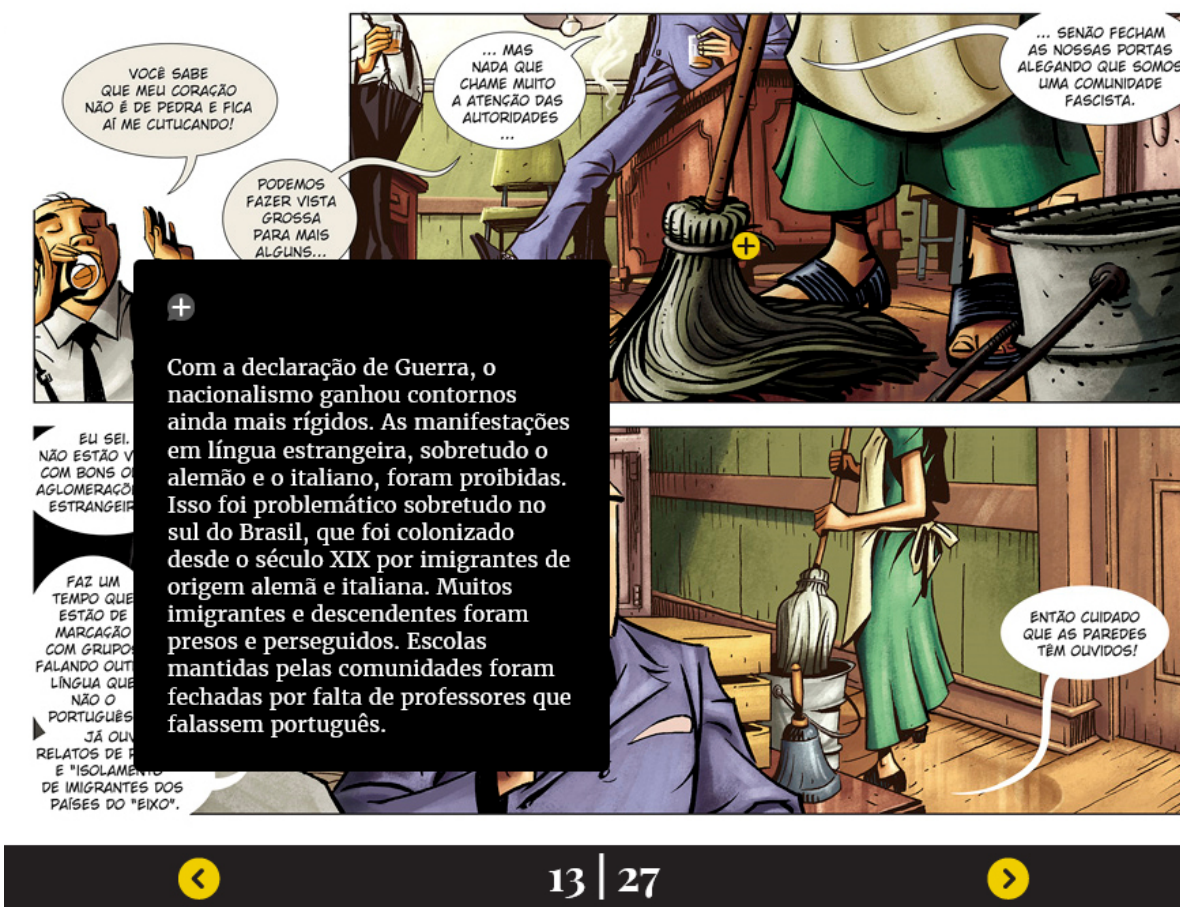 VOCÊ SABE
QUE MEU CORAÇÃO
NÃO É DE PEDRA E FICA
AÍ ME CUTUCANDO!
PODEMOS
FAZER VISTA
GROSSA
PARA MAIS
ALGUNS...
... MAS
NADA QUE
CHAME MUITO
A ATENÇÃO DAS
AUTORIDADES
...
... SENÃO FECHAM
AS NOSSAS PORTAS
ALEGANDO QUE SOMOS
UMA COMUNIDADE
FASCISTA.
Com a declaração de Guerra, o
nacionalismo ganhou contornos
ainda mais rígidos. As manifestações
em língua estrangeira, sobretudo o
alemão e o italiano, foram proibidas.
Isso foi problemático sobretudo no
sul do Brasil, que foi colonizado
desde o século XIX por imigrantes de
origem alemã e italiana. Muitos
imigrantes e descendentes foram
presos e perseguidos. Escolas
mantidas pelas comunidades foram
fechadas por falta de professores que
falassem português.
EU SEI.
NÃO ESTÃO
COM BONS
FAZ UM
TEMPO QUE
ESTÃO DE
MARCAÇÃO
COM
FALANDO
LÍNGUA QUE
NÃO O
PORTUGUÊS
JÁ
RELATOS DE
E "ISOLAMENTO"
DE IMIGRANTES DOS
PAÍSES DO "EIXO".
ENTÃO CUIDADO
QUE AS PAREDES
TÊM OUVIDOS!
13 | 27